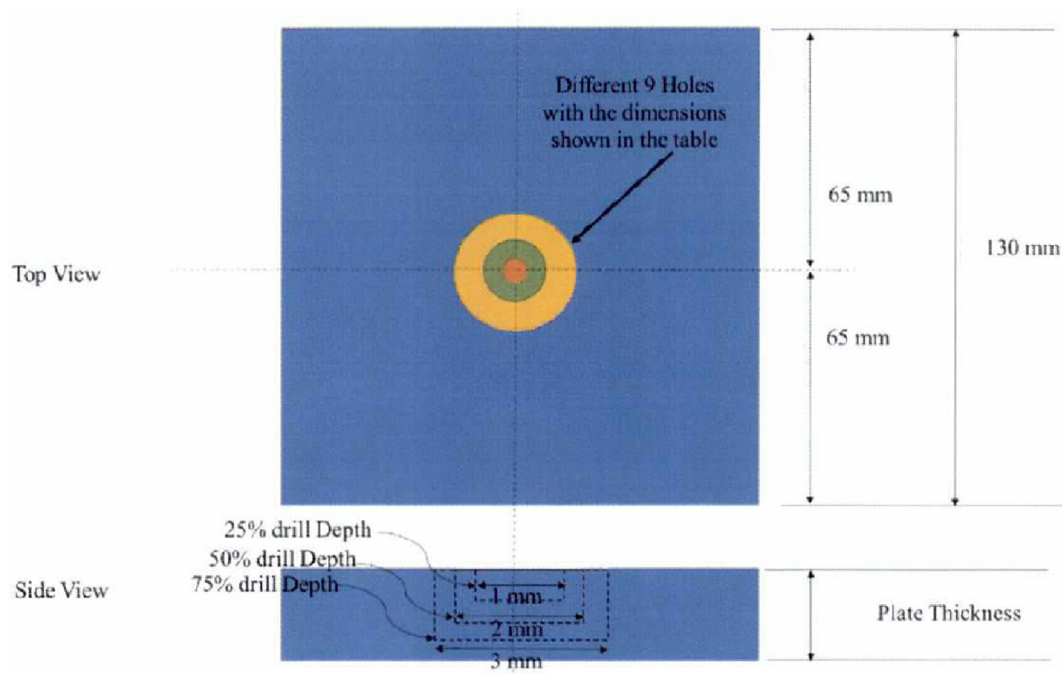 Different 9 Holes
with the dimensions
shown in the table
65 mm
130 mm
Top View
65 mm
25% drill Depth
50% drill Depth
75% drill Depth
Side View
1 mm
2 mm
3 mm
Plate Thickness